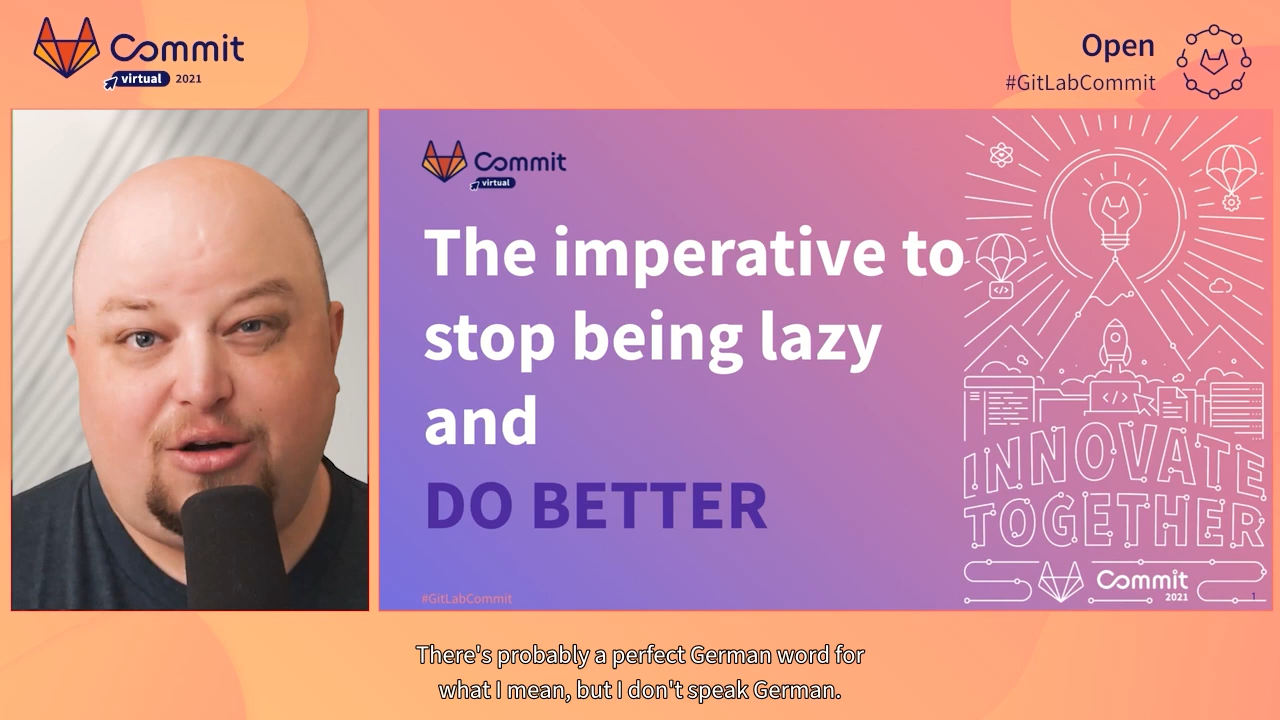 Commit
virtual 2021
Open
#GitLabCommit
Commit
virtual
The imperative to
stop being lazy
and
DO BETTER
#GitLabCommit
</>
INNOVATE
TOGETHER
Commit
2021
1
There's probably a perfect German word for
what I mean, but I don't speak German.